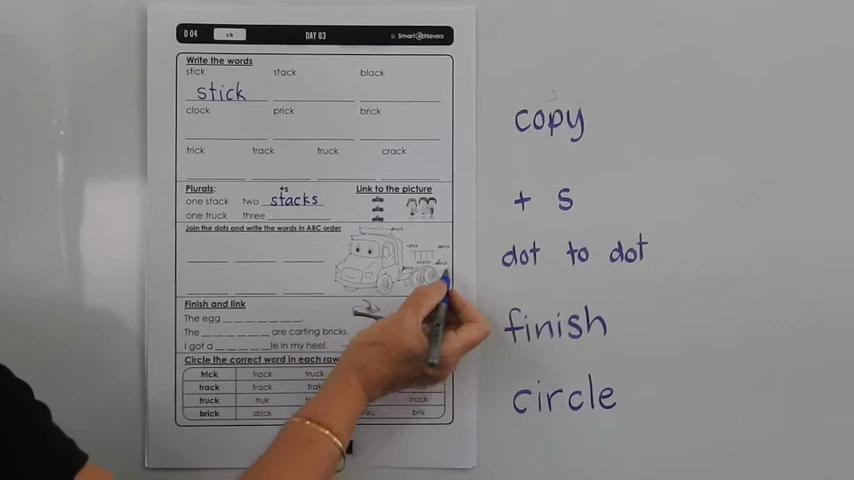 D 04 ck DAY 03 SmartAchievers
Write the words
stick stack black
stick
clock prick brick
trick track truck crack
Plurals: +s Link to the picture
one stack two stacks
one truck three
Join the dots and write the words in ABC order
Finish and link
The egg
The are carting bricks.
I got a le in my heel.
Circle the correct word in each row
trick track truck
track track
truck truk truck
brick brik
copy
+ s
dot to dot
finish
circle